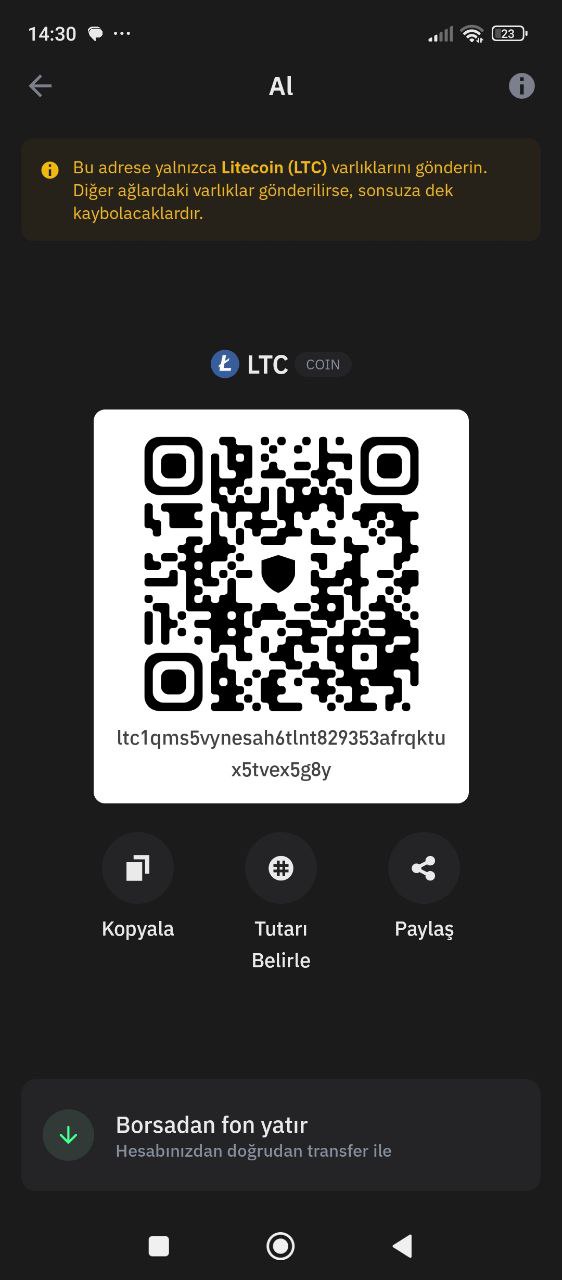 14:30
23
Al
Bu adrese yalnızca Litecoin (LTC) varlıklarını gönderin.
Diğer ağlardaki varlıklar gönderilirse, sonsuza dek
kaybolacaklardır.
LTC COIN
ltc1qms5vynesah6tlnt829353afrqktu
x5tvex5g8y
Kopyala
Tutarı
Belirle
Paylaş
Borsadan fon yatır
Hesabınızdan doğrudan transfer ile